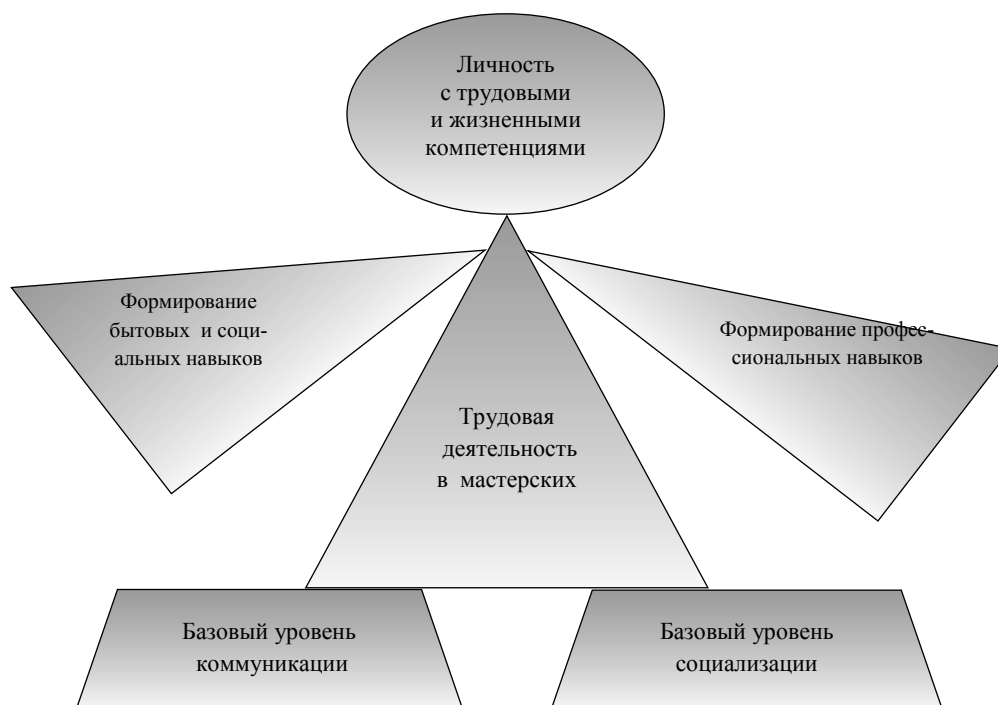 Личность
с трудовыми
и жизненными
компетенциями
Формирование
бытовых и соци-
альных навыков
Формирование профес-
сиональных навыков
Трудовая
деятельность
в мастерских
Базовый уровень
коммуникации
Базовый уровень
социализации